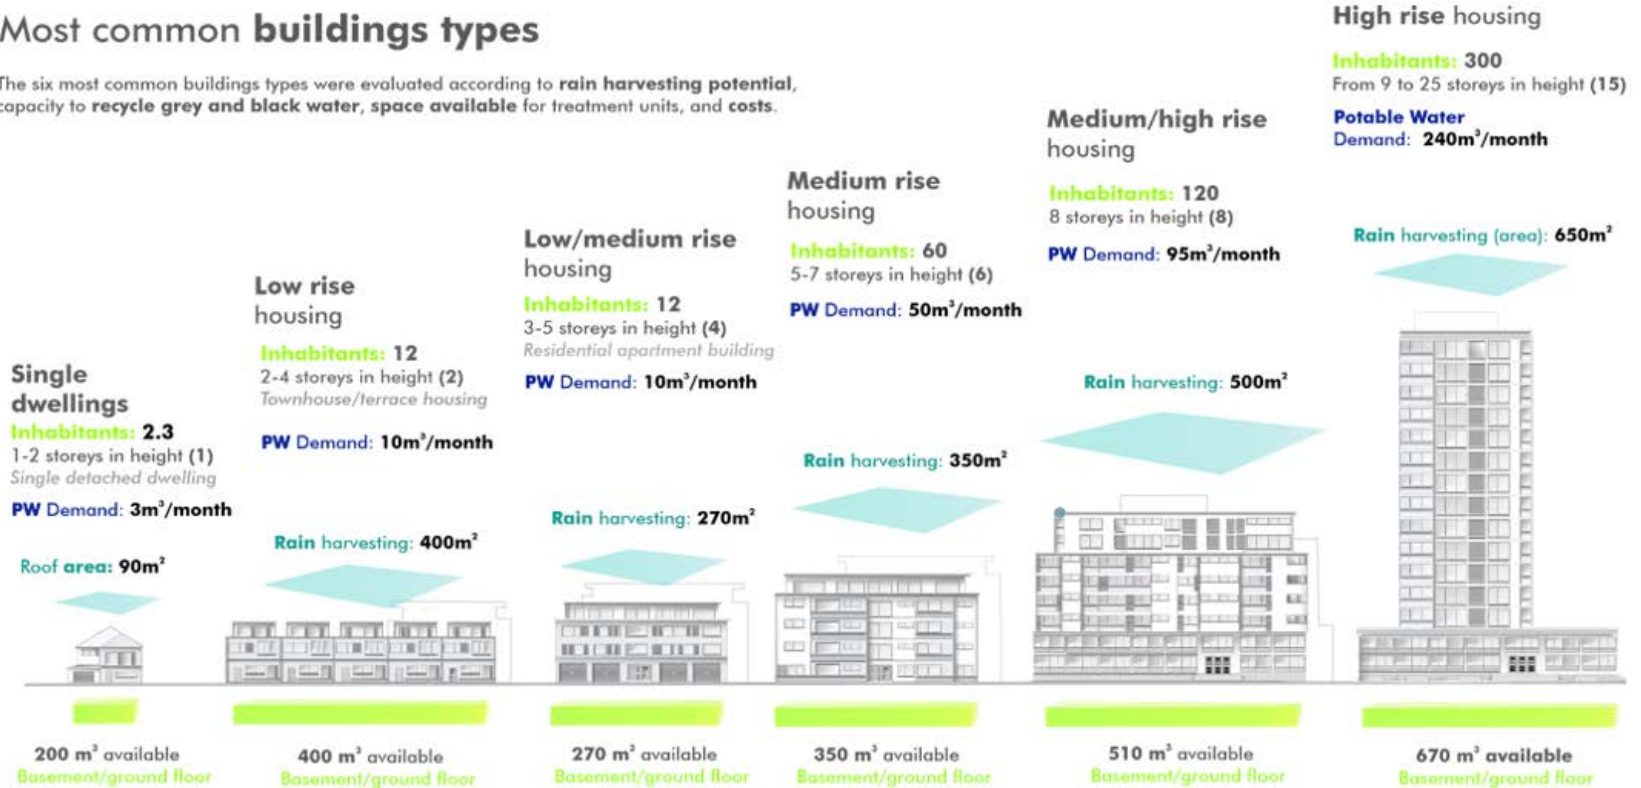 Most common buildings types
The six most common buildings types were evaluated according to rain harvesting potential,
capacity to recycle grey and black water, space available for treatment units, and costs.
Single
dwellings
Inhabitants: 2.3
1-2 storeys in height (1)
Single detached dwelling
PW Demand: 3m³/month
Roof area: 90m²
200 m³ available
Basement/ground floor
Low rise
housing
Inhabitants: 12
2-4 storeys in height (2)
Townhouse/terrace housing
PW Demand: 10m³/month
Rain harvesting: 400m²
400 m³ available
Basement/ground floor
Low/medium rise
housing
Inhabitants: 12
3-5 storeys in height (4)
Residential apartment building
PW Demand: 10m³/month
Rain harvesting: 270m²
270 m³ available
Basement/ground floor
Medium rise
housing
Inhabitants: 60
5-7 storeys in height (6)
PW Demand: 50m³/month
Rain harvesting: 350m²
350 m³ available
Basement/ground floor
Medium/high rise
housing
Inhabitants: 120
8 storeys in height (8)
PW Demand: 95m³/month
Rain harvesting: 500m²
510 m³ available
Basement/ground floor
High rise housing
Inhabitants: 300
From 9 to 25 storeys in height (15)
Potable Water
Demand: 240m³/month
Rain harvesting (area): 650m²
670 m³ available
Basement/ground floor